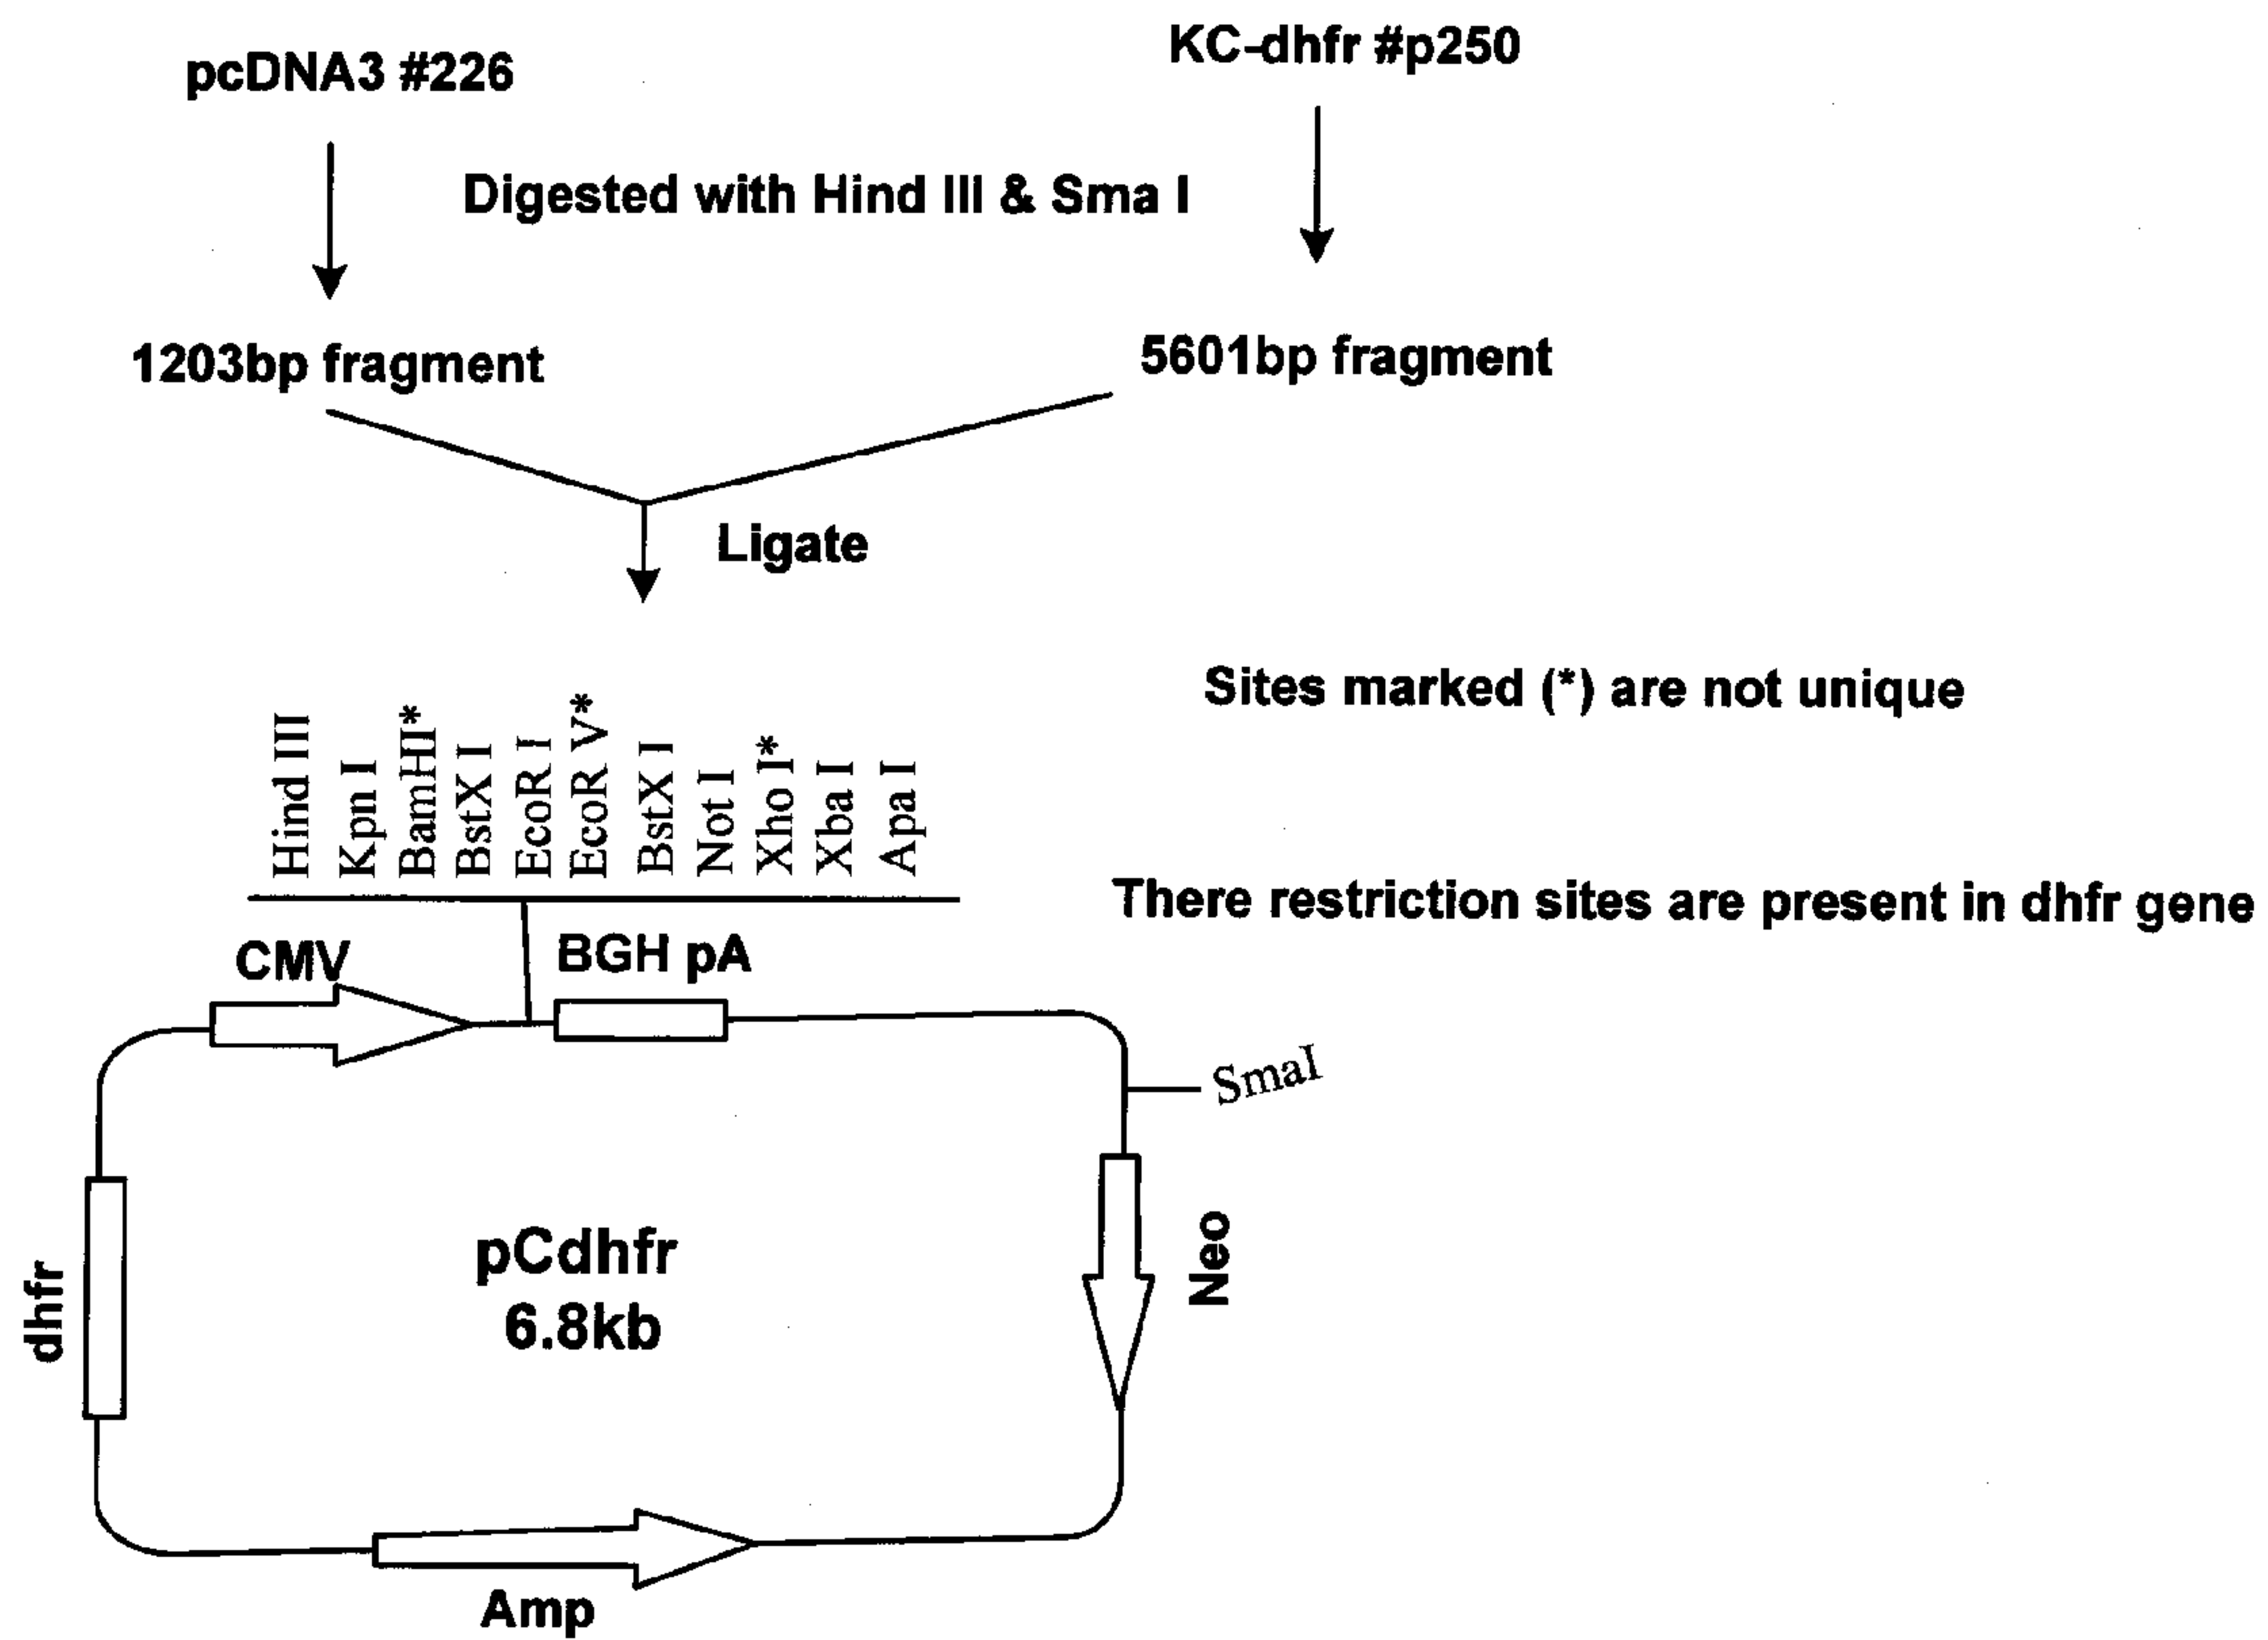 pcDNA3 #226
KC-dhfr #p250
Digested with Hind III & Sma I
1203bp fragment
5601bp fragment
Ligate
Sites marked (*) are not unique
Hind III
Kpn I
BamHI*
BstX I
EcoR I
EcoR V*
BstX I
Not I
Xho I*
Xba I
Apa I
There restriction sites are present in dhfr gene
CMV
BGH pA
SmaI
dhfr
pCdhfr
6.8kb
Neo
Amp